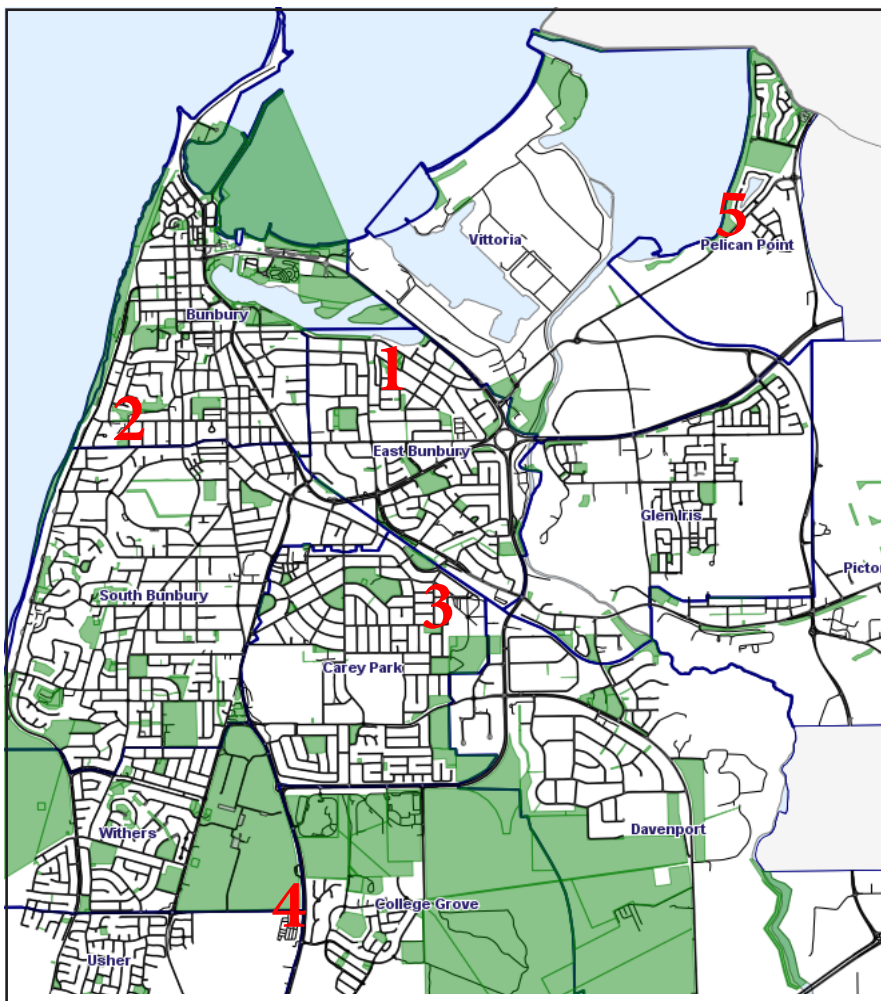 5
Vittoria
Pelican Point
Bunbury
1
2
East Bunbury
Glen Iris
Picto
South Bunbury
3
Carey Park
Withers
Davenport
4
College Grove
Usher